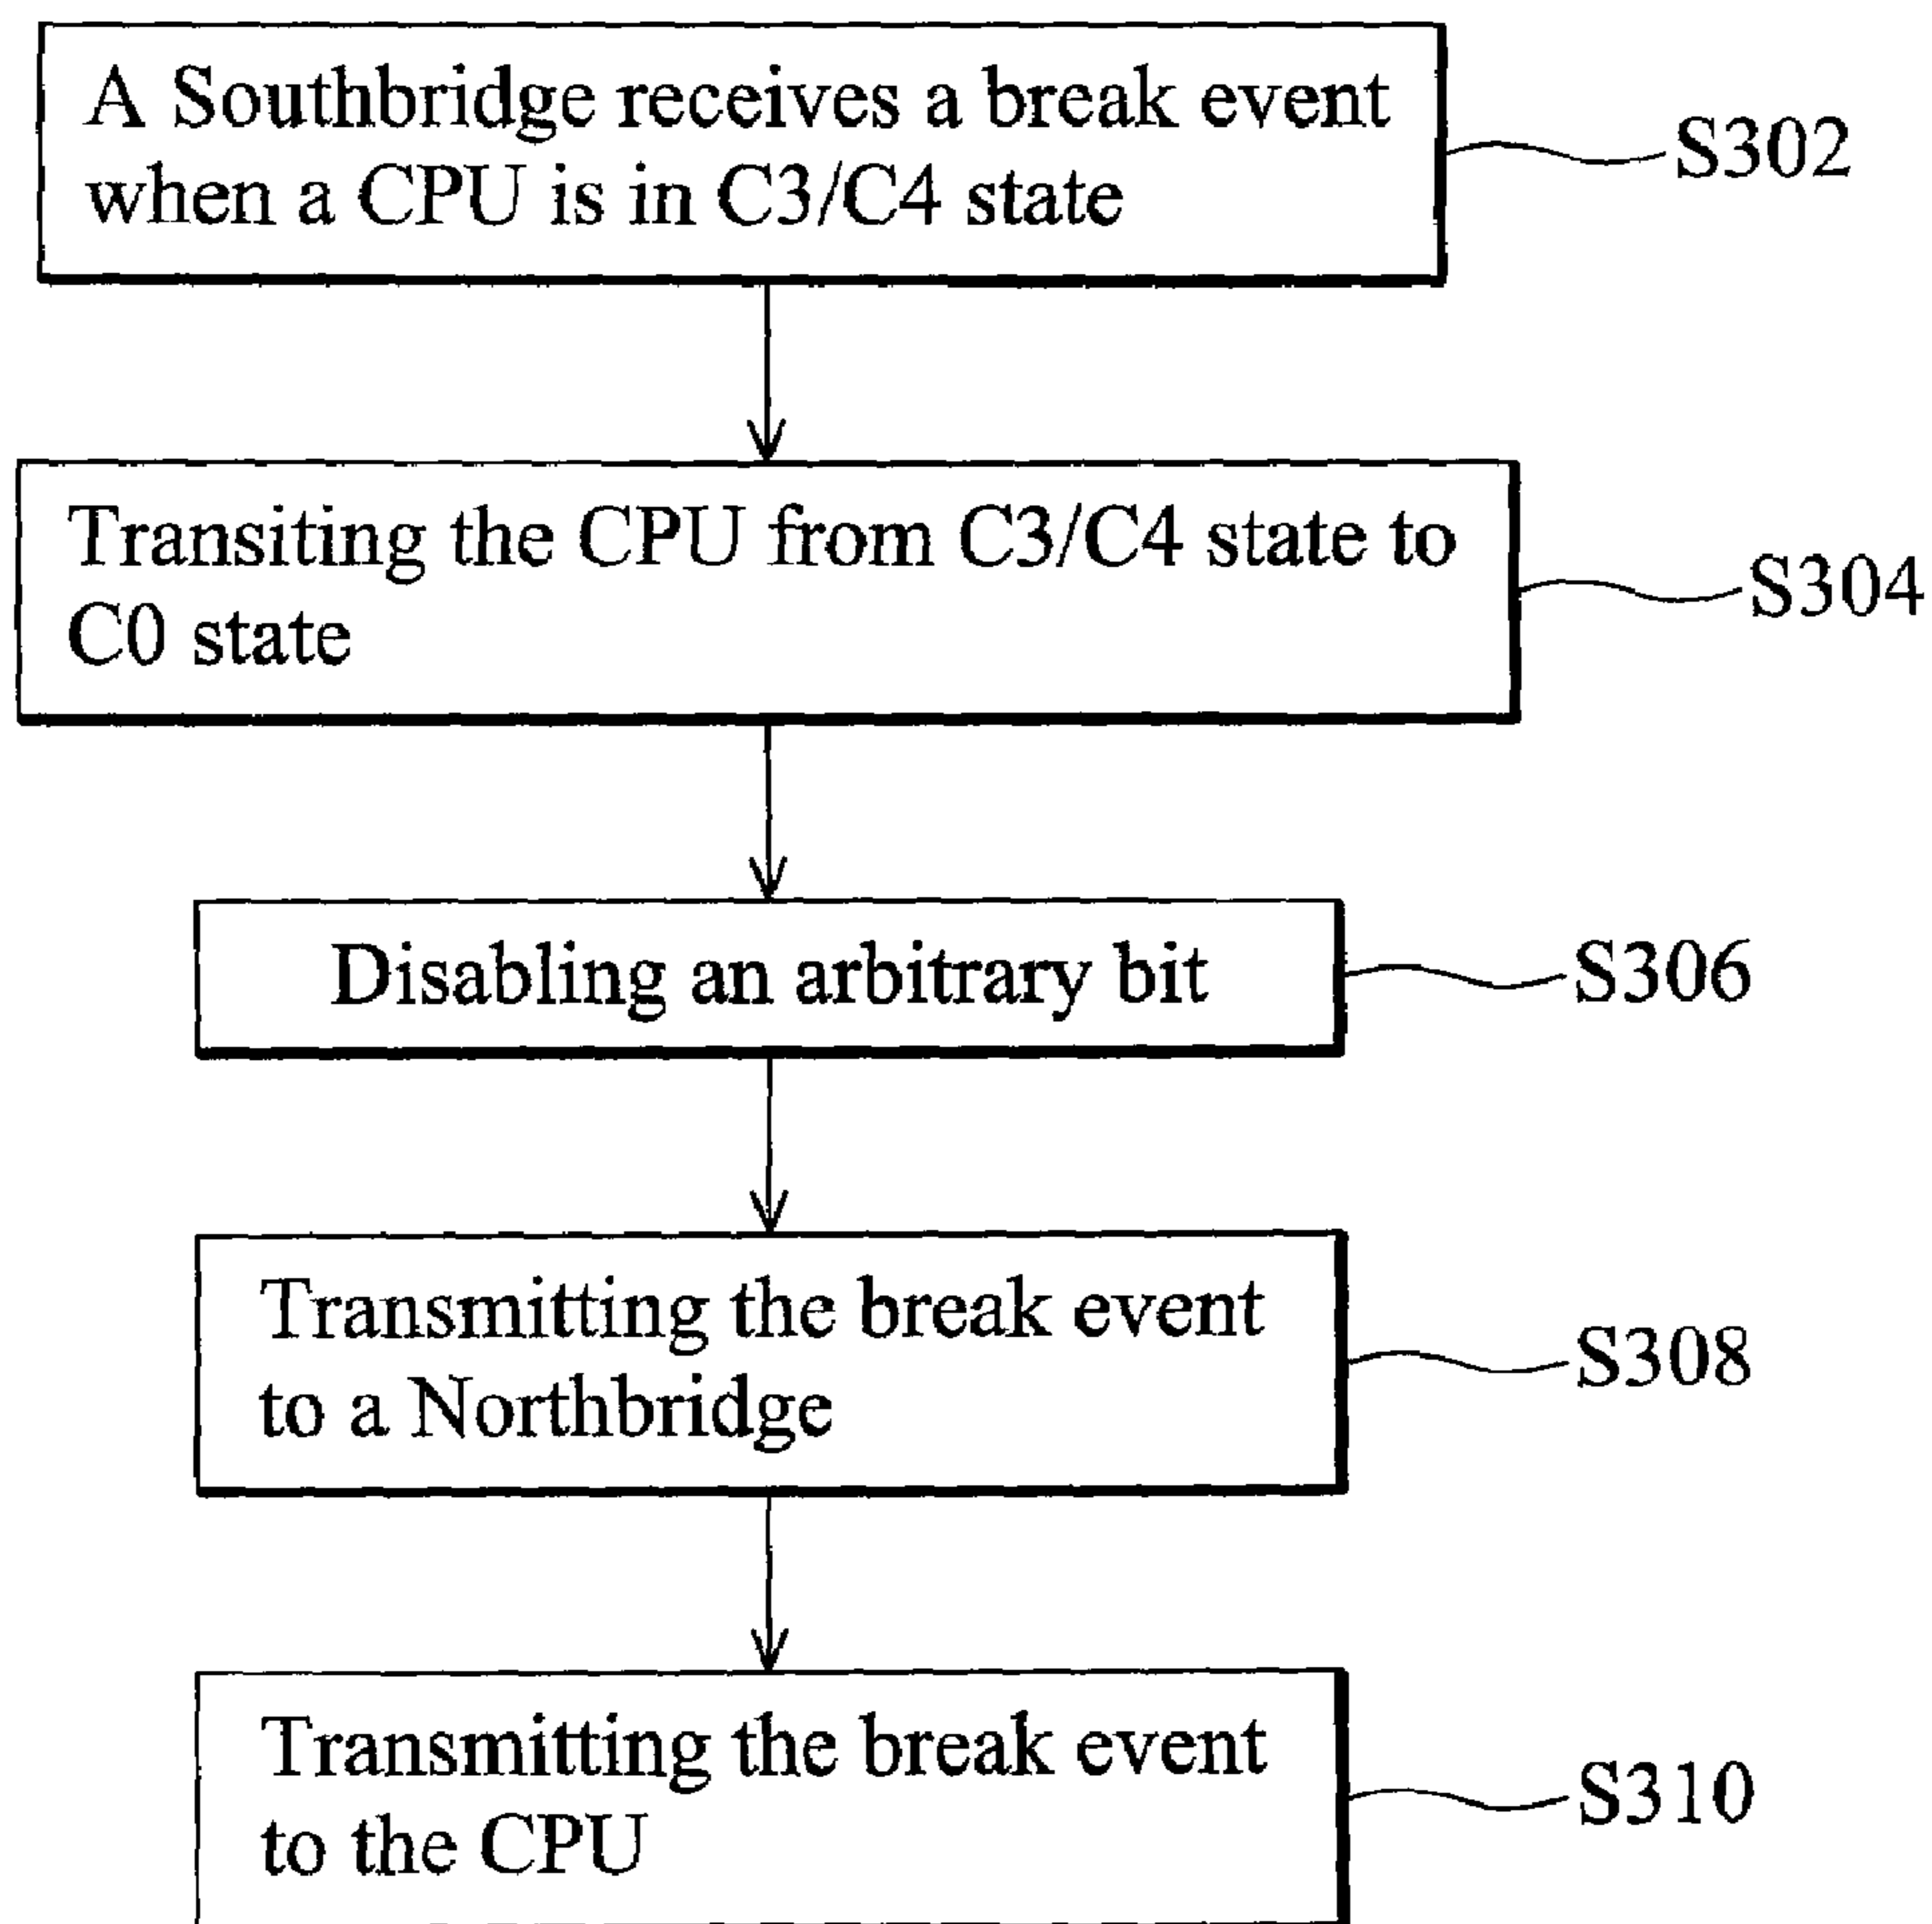 A Southbridge receives a break event
when a CPU is in C3/C4 state
S302
Transiting the CPU from C3/C4 state to
C0 state
S304
Disabling an arbitrary bit
S306
Transmitting the break event
to a Northbridge
S308
Transmitting the break event
to the CPU
S310